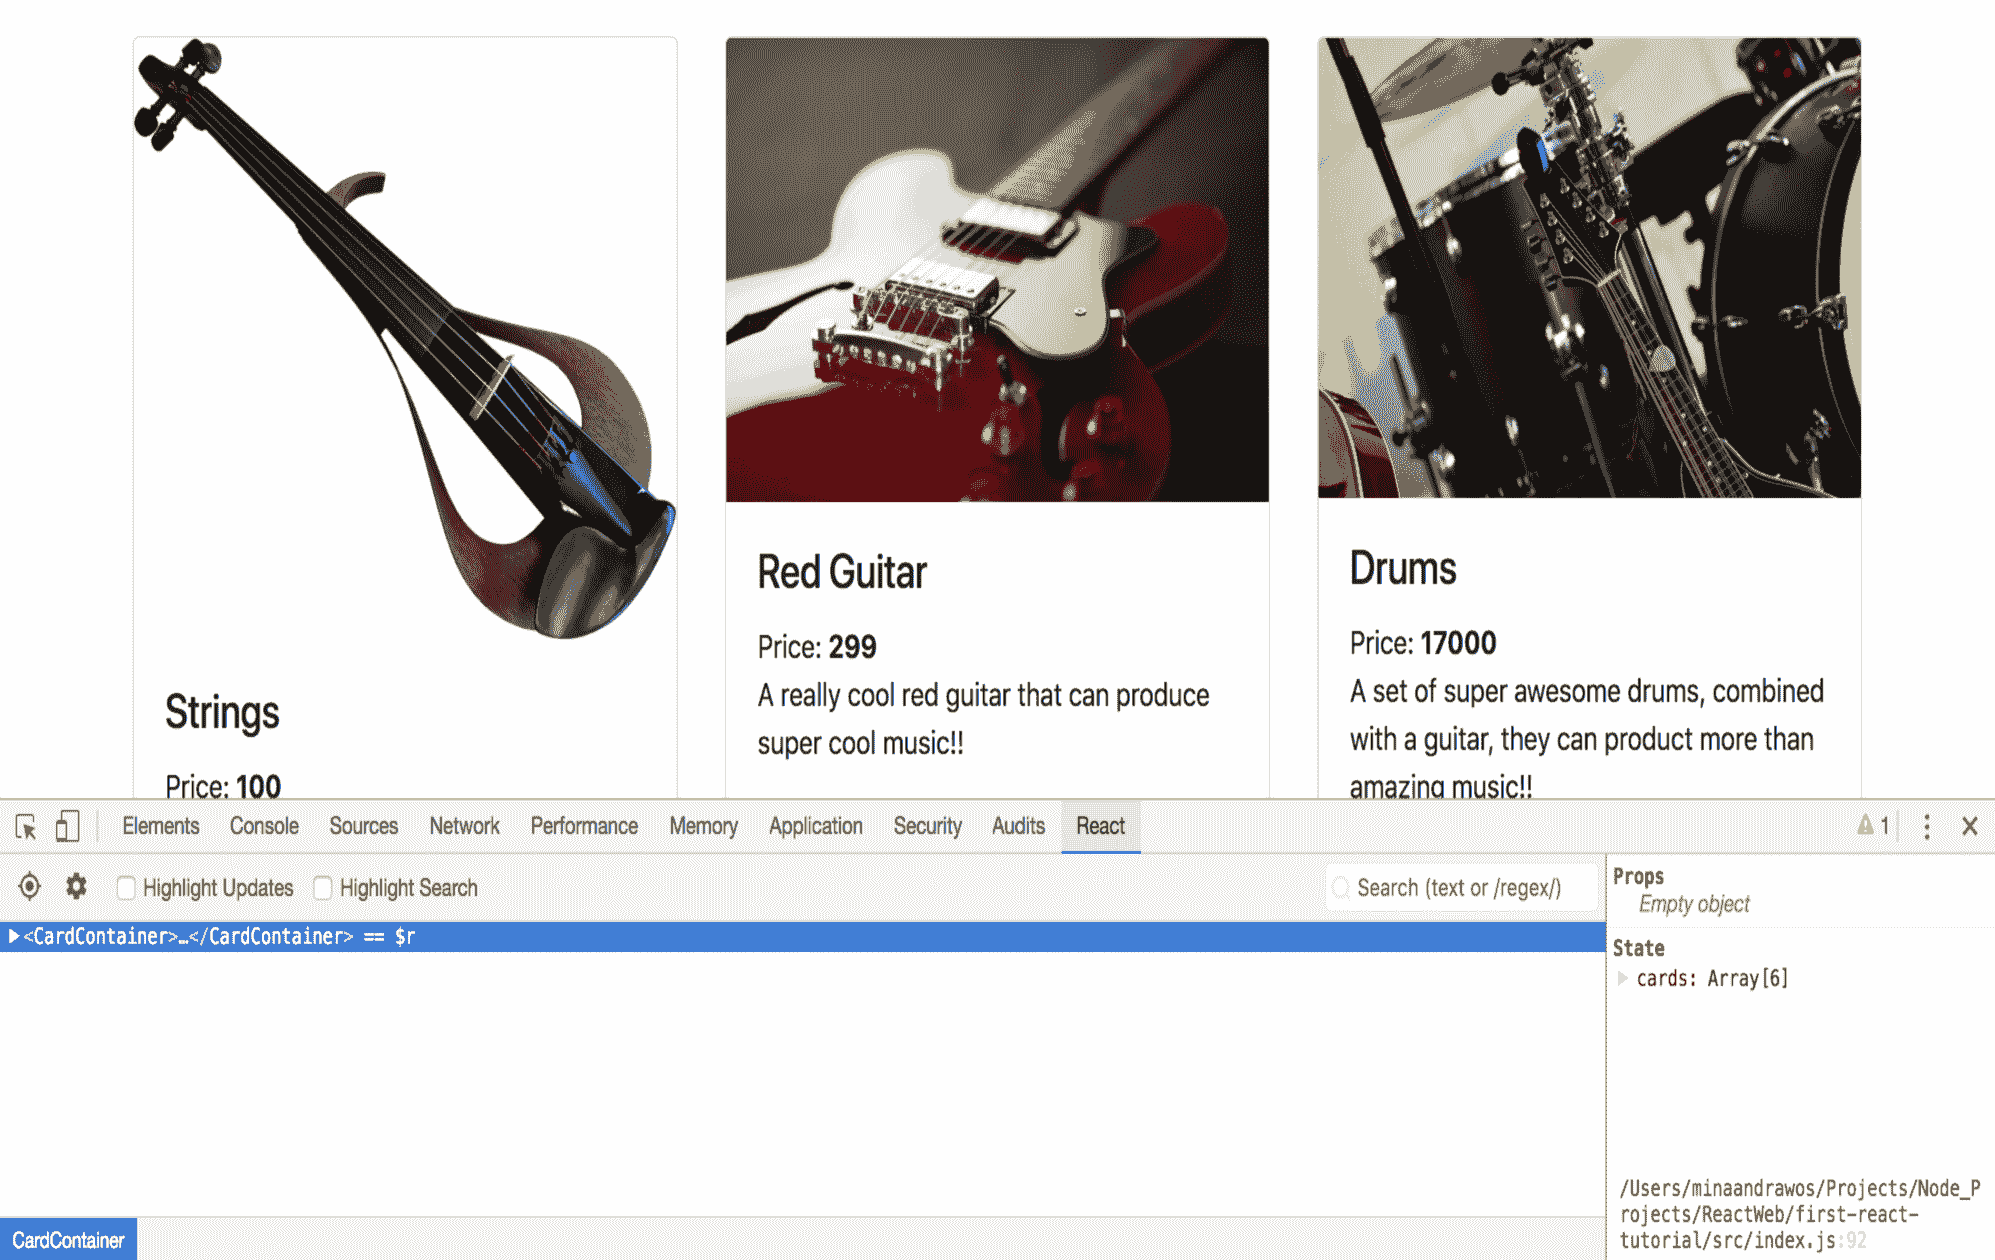 Strings
Price: 100
Red Guitar
Price: 299
A really cool red guitar that can produce
super cool music!!
Drums
Price: 17000
A set of super awesome drums, combined
with a guitar, they can product more than
amazing music!!
Elements Console Sources Network Performance Memory Application Security Audits React 1
Highlight Updates Highlight Search Search (text or /regex/)
<CardContainer>…</CardContainer> == $r
Props
Empty object
State
cards: Array[6]
/Users/minaandrawos/Projects/Node_P
rojects/ReactWeb/first-react-
tutorial/src/index.js:92
CardContainer